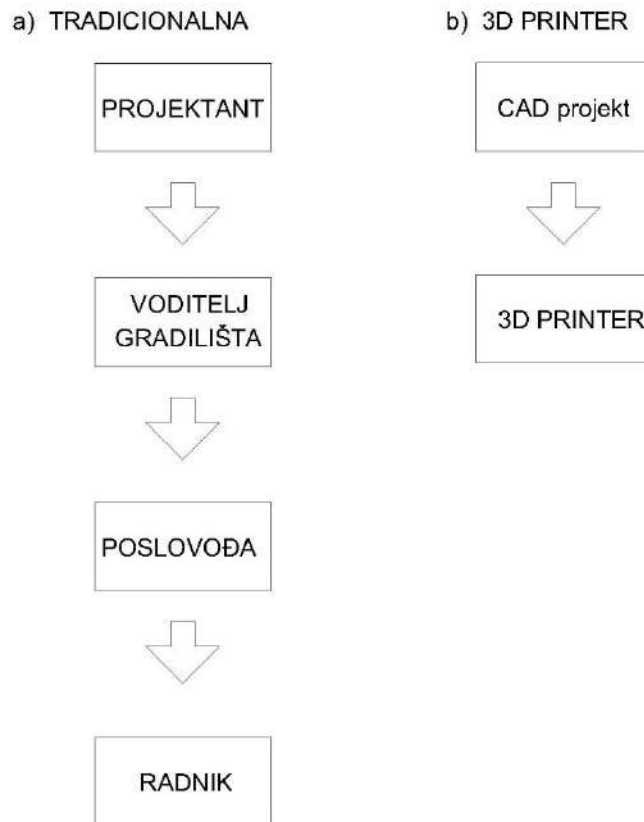 a) TRADICIONALNA
PROJEKTANT
VODITELJ
GRADILIŠTA
POSLOVOĐA
RADNIK
b) 3D PRINTER
CAD projekt
3D PRINTER